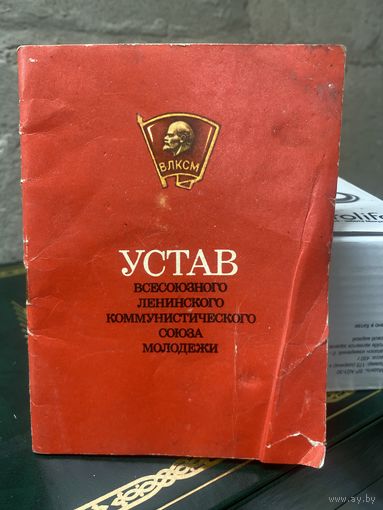 ВЛКСМ
УСТАВ
ВСЕСОЮЗНОГО
ЛЕНИНСКОГО
КОММУНИСТИЧЕСКОГО
СОЮЗА
МОЛОДЕЖИ
www.ay.by